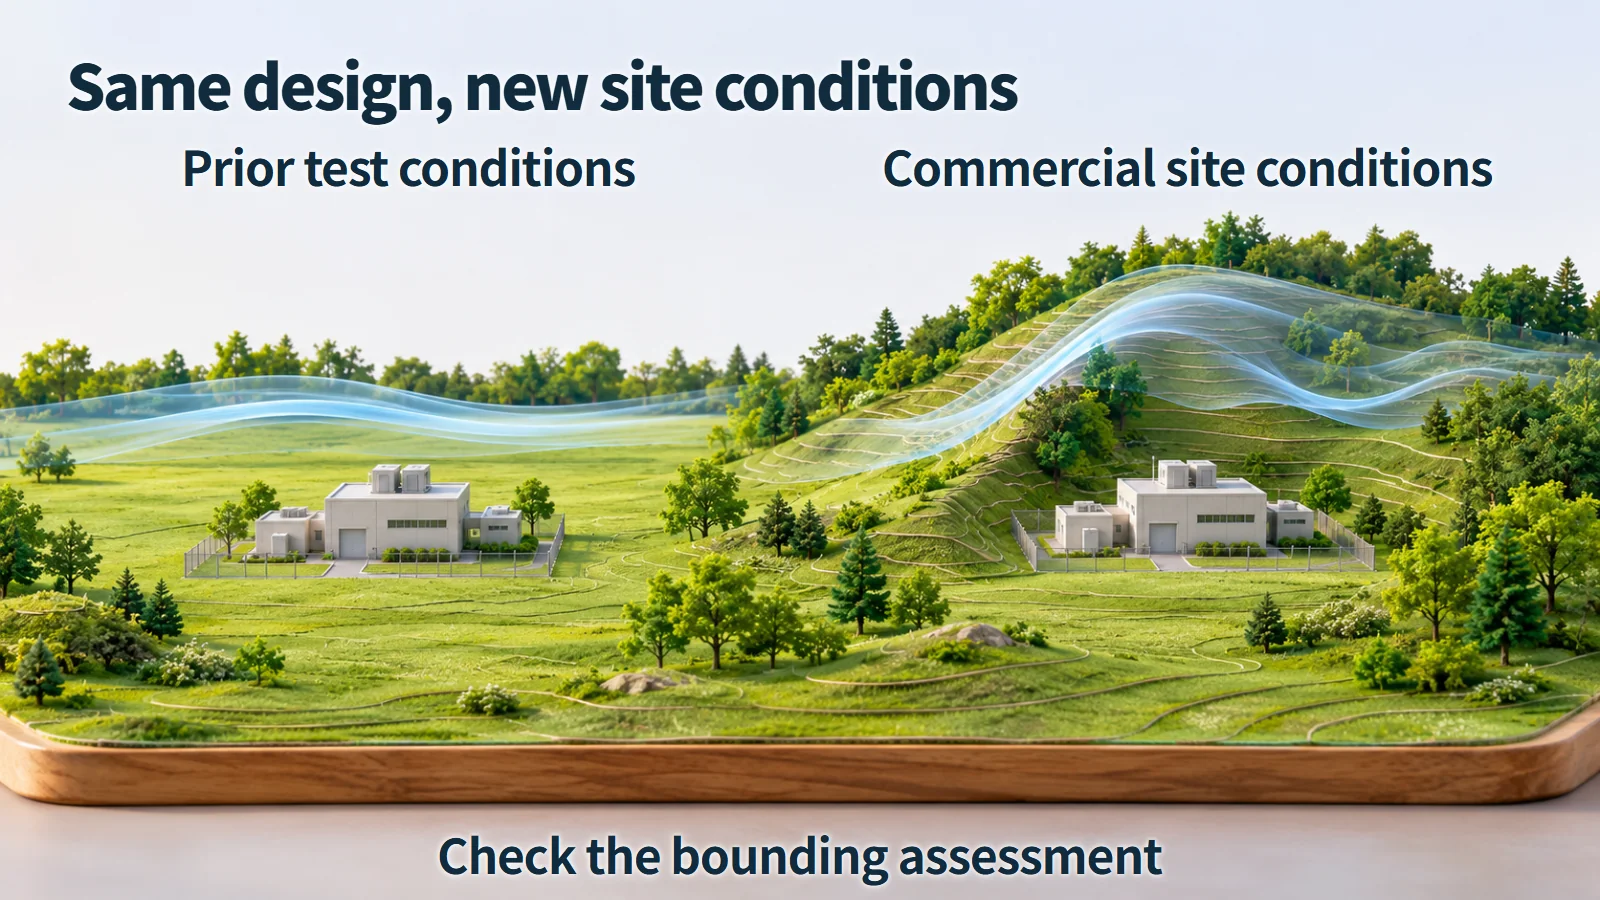 Same design, new site conditions
Prior test conditions
Commercial site conditions
Check the bounding assessment